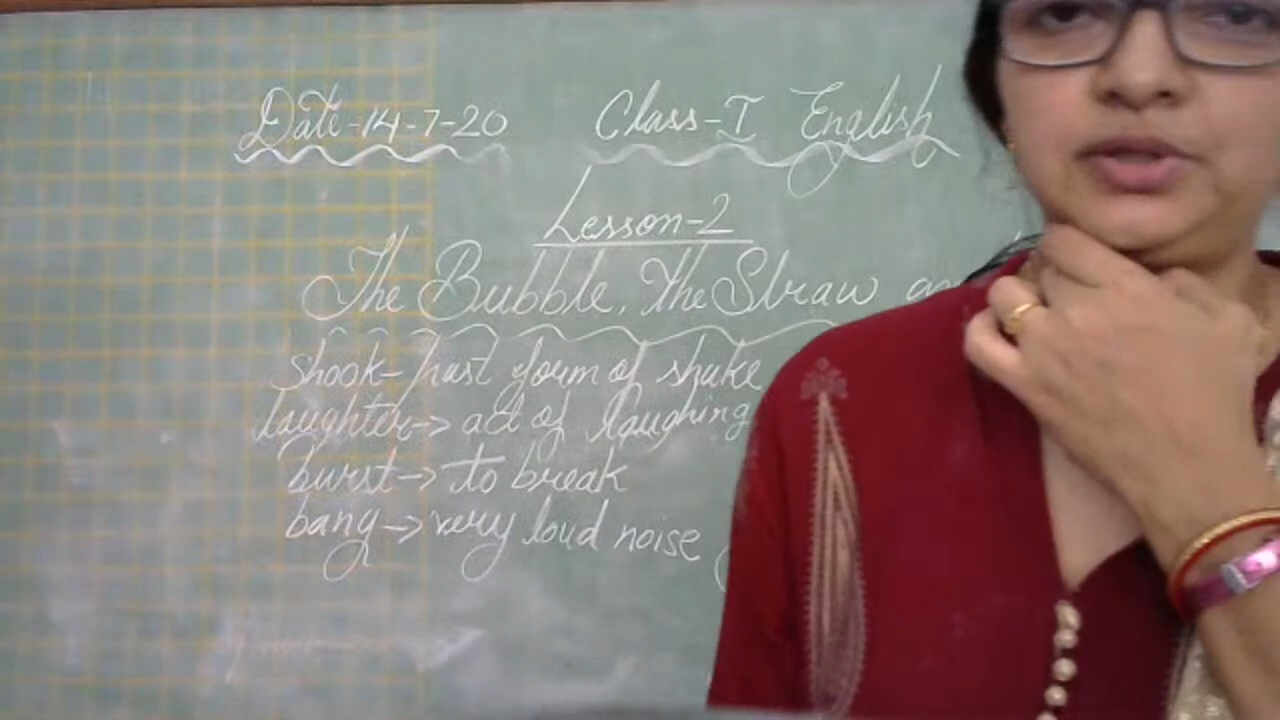 Date-14-7-20 Class-I English
Lesson-2
The Bubble, The Straw
shook- past form of shake
laughter-> act of laughing
burst-> to break
bang-> very loud noise